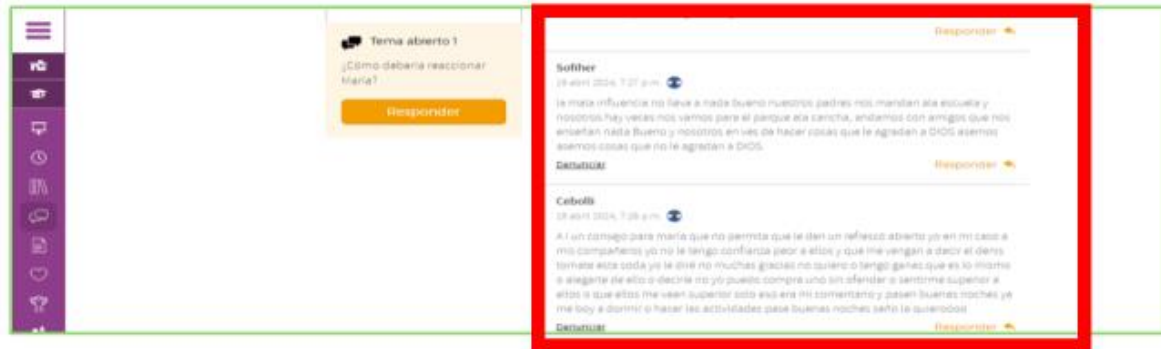 Responder
Tema abierto 1
¿Cómo debería reaccionar
María?
Responder
Sofiher
abril 2024, 7:27 p.m.
la mala influencia no lleva a nada bueno nuestros padres nos mandan ala escuela y
nosotros hay veces nos vamos para el parque ala cancha, andamos con amigos que nos
enseñan nada Bueno y nosotros en ves de hacer cosas que le agradan a DIOS asemos
asemos cosas que no le agradan a DIOS.
Denunciar
Responder
Cebolli
abril 2024, 7:28 p.m.
un consejo para maria que no permita que le den un refresco abierto yo en mi caso a
mis compañeros yo no le tengo confianza peor a ellos y que me vengan a decir el denis
tomate esta soda yo le diré no muchas gracias no quiero o tengo ganas que es lo mismo
o alegarte de ello o decirle no yo puedo compra uno sin ofender o sentirme superior a
ellos o que ellos me vean superior solo eso era mi comentario y pasen buenas noches ya
me boy a dormir o hacer las actividades pase buenas noches seño la
Denunciar
Responder